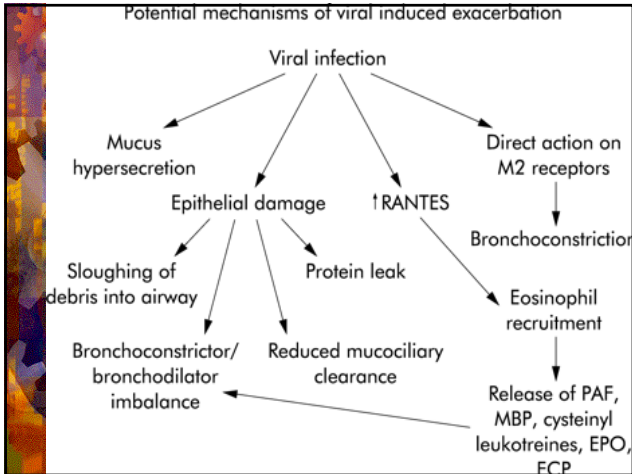 Potential mechanisms of viral induced exacerbation
Viral infection
Mucus
hypersecretion
Direct action on
M2 receptors
Epithelial damage
↑RANTES
Bronchoconstriction
Sloughing of
debris into airway
Protein leak
Eosinophil
recruitment
Bronchoconstrictor/
bronchodilator
imbalance
Reduced mucociliary
clearance
Release of PAF,
MBP, cysteinyl
leukotreines, EPO,
ECP